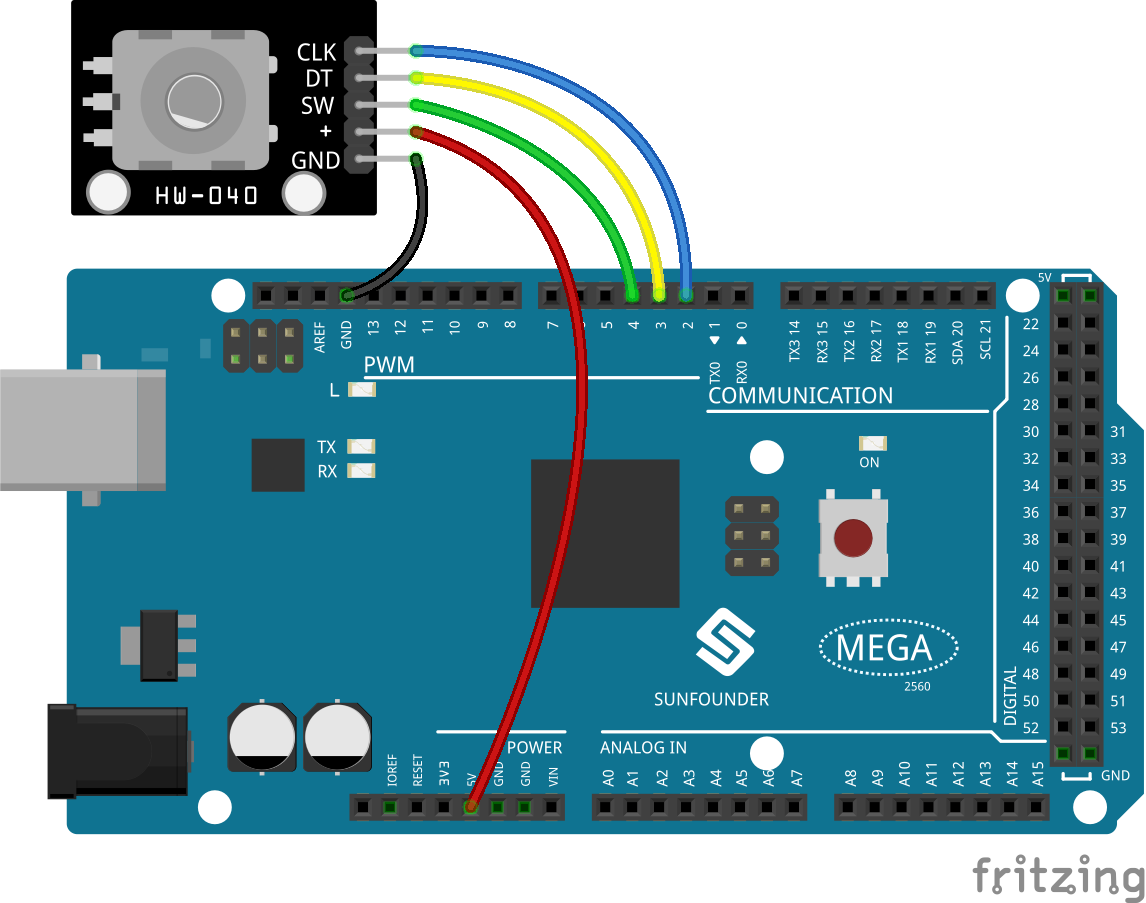 CLK
DT
SW
+
GND
HW-040
5V
AREF
GND
13
12
11
10
9
8
7
5
4
3
2
1
0
TX0
RX0
TX3 14
RX3 15
TX2 16
RX2 17
TX1 18
RX1 19
SDA 20
SCL 21
PWM
COMMUNICATION
L
TX
RX
ON
22
24
26
28
30 31
32 33
34 35
36 37
38 39
40 41
42 43
44 45
46 47
48 49
50 51
52 53
DIGITAL
MEGA
2560
SUNFOUNDER
POWER
ANALOG IN
IOREF
RESET
3V3
5V
GND
GND
VIN
A0
A1
A2
A3
A4
A5
A6
A7
A8
A9
A10
A11
A12
A13
A14
A15
GND
fritzing